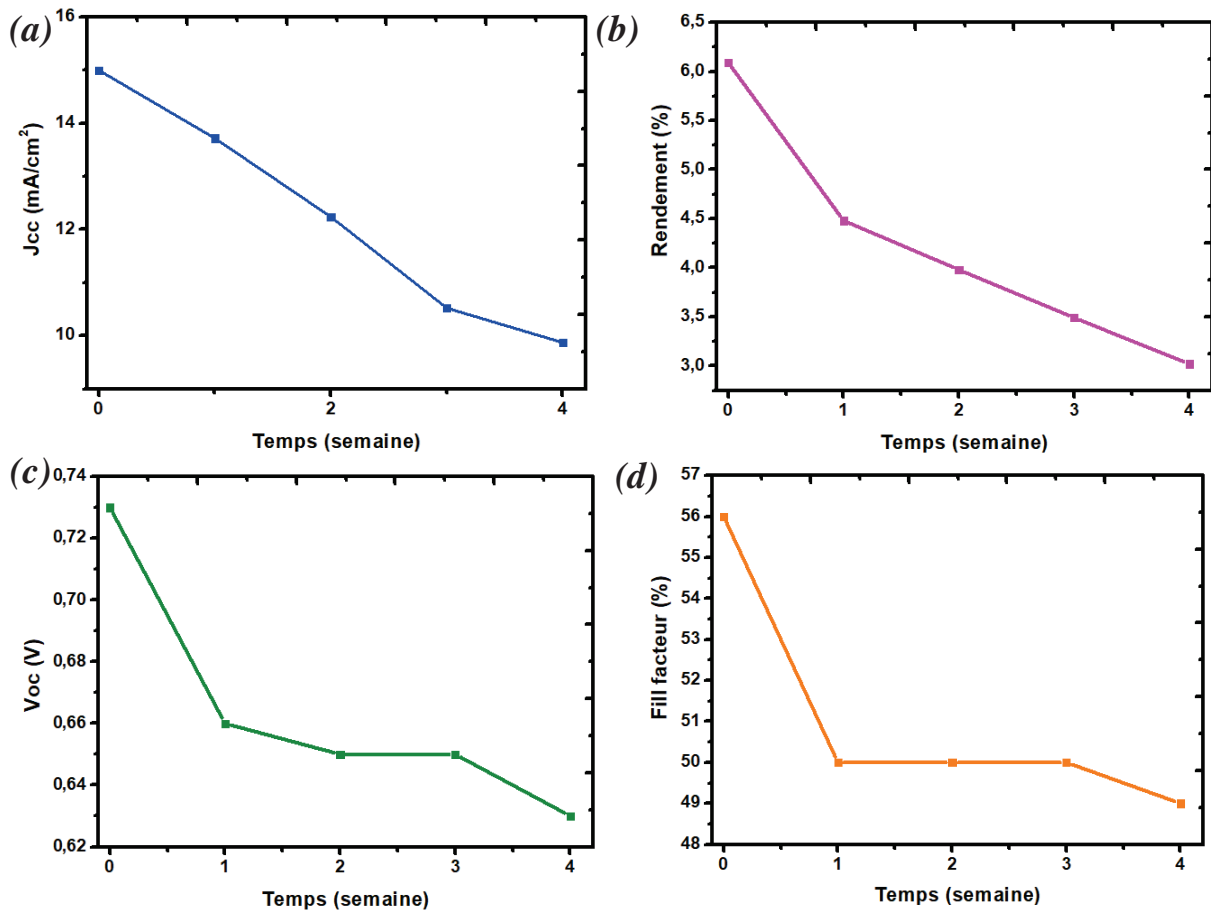 (a)
16
14
12
10
Jcc (mA/cm²)
0 2 4
Temps (semaine)
(b)
6,5
6,0
5,5
5,0
4,5
4,0
3,5
3,0
Rendement (%)
0 1 2 3 4
Temps (semaine)
(c)
0,74
0,72
0,70
0,68
0,66
0,64
0,62
Voc (V)
0 1 2 3 4
Temps (semaine)
(d)
57
56
55
54
53
52
51
50
49
48
Fill facteur (%)
0 1 2 3 4
Temps (semaine)